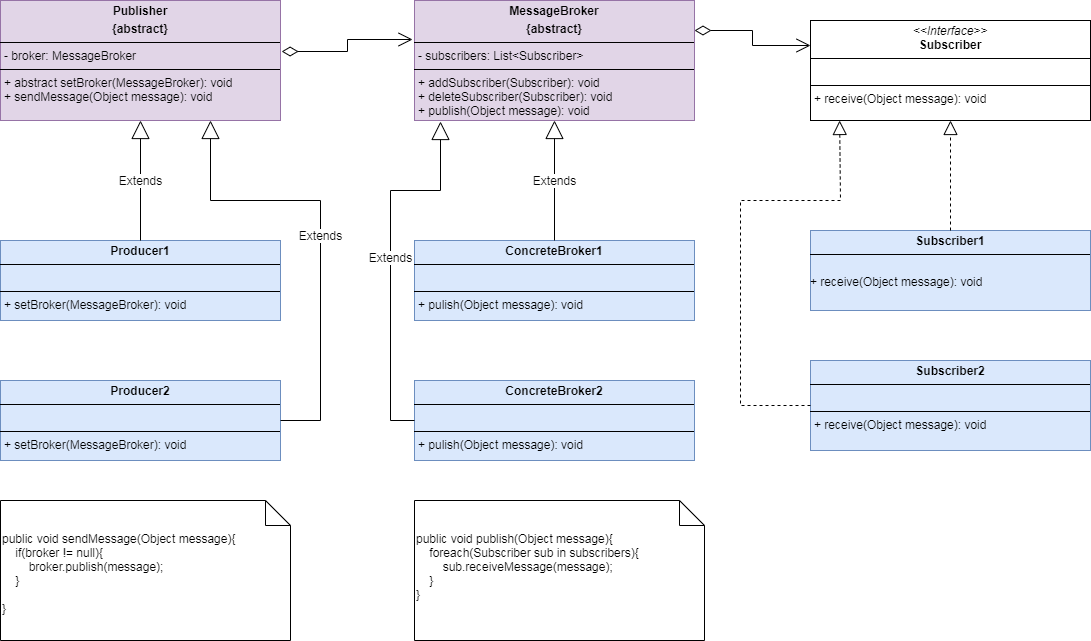 Publisher
{abstract}
- broker: MessageBroker
+ abstract setBroker(MessageBroker): void
+ sendMessage(Object message): void
MessageBroker
{abstract}
- subscribers: List<Subscriber>
+ addSubscriber(Subscriber): void
+ deleteSubscriber(Subscriber): void
+ publish(Object message): void
<<Interface>>
Subscriber
+ receive(Object message): void
Extends
Extends
Extends
Extends
Producer1
+ setBroker(MessageBroker): void
ConcreteBroker1
+ pulish(Object message): void
Subscriber1
+ receive(Object message): void
Producer2
+ setBroker(MessageBroker): void
ConcreteBroker2
+ pulish(Object message): void
Subscriber2
+ receive(Object message): void
public void sendMessage(Object message){
if(broker != null){
broker.publish(message);
}
}
public void publish(Object message){
foreach(Subscriber sub in subscribers){
sub.receiveMessage(message);
}
}